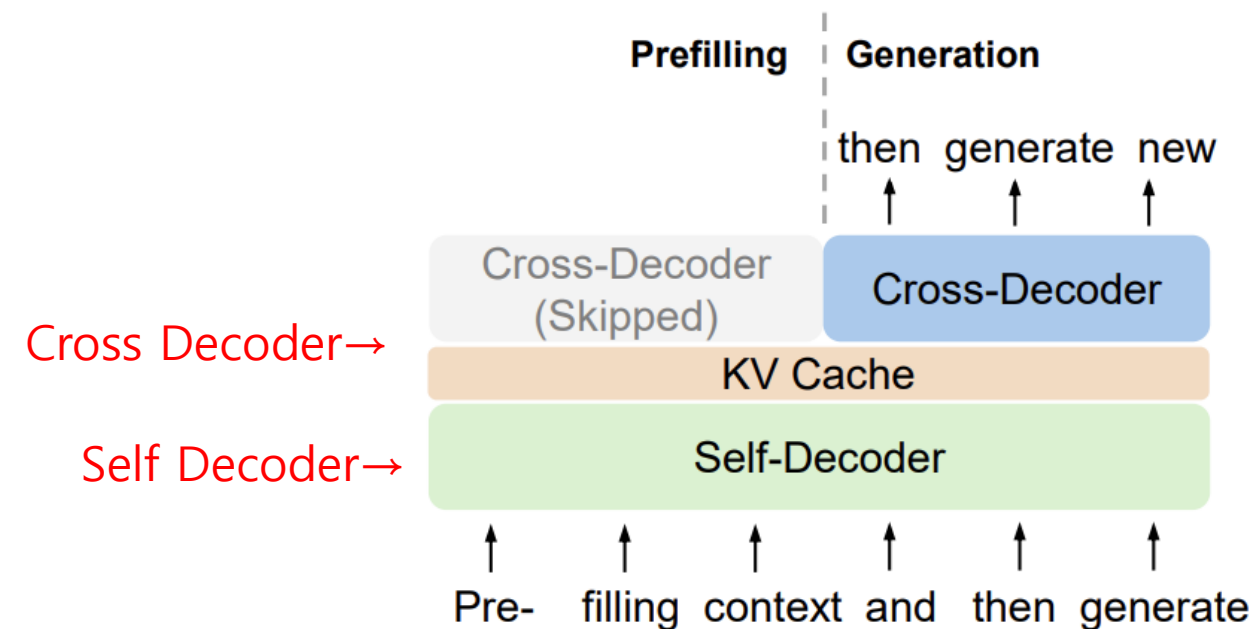 Prefilling Generation
then generate new
Cross-Decoder
(Skipped)
Cross-Decoder
Cross Decoder→
KV Cache
Self Decoder→
Self-Decoder
Pre- filling context and then generate